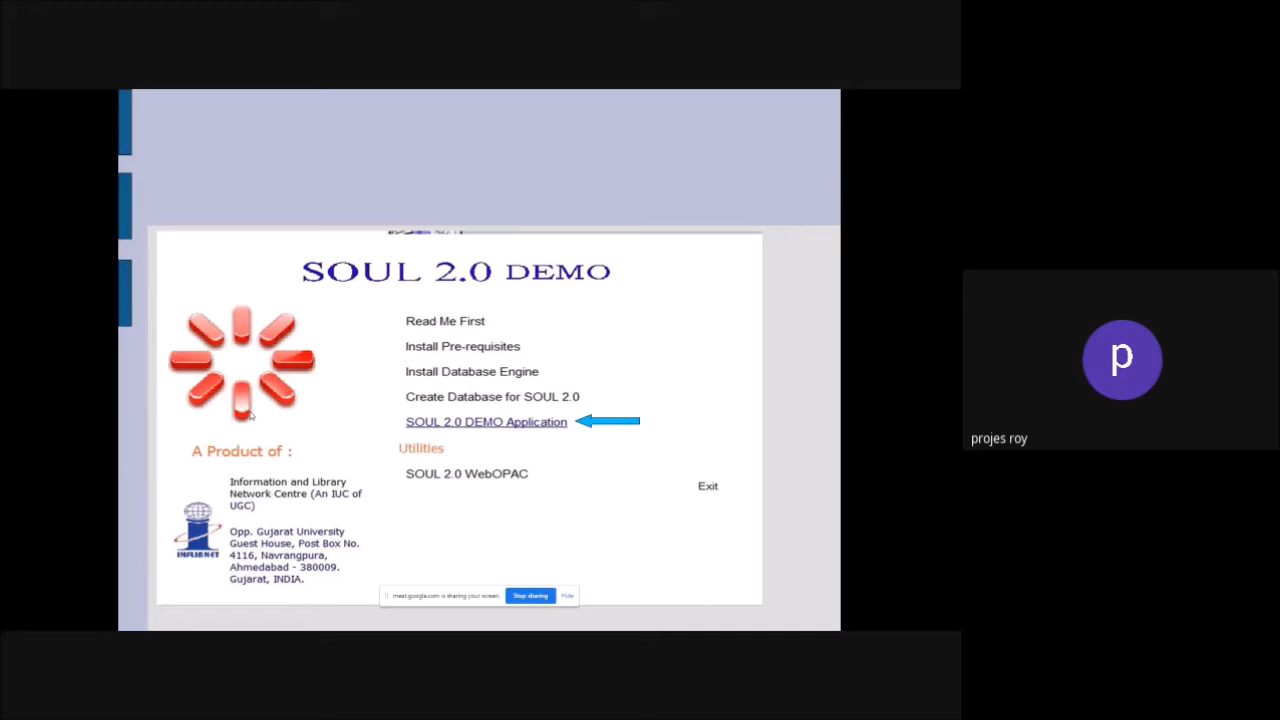 SOUL 2.0 DEMO
Read Me First
Install Pre-requisites
Install Database Engine
Create Database for SOUL 2.0
SOUL 2.0 DEMO Application
Utilities
SOUL 2.0 WebOPAC
Exit
A Product of :
Information and Library
Network Centre (An IUC of
UGC)
Opp. Gujarat University
Guest House, Post Box No.
4116, Navrangpura,
Ahmedabad - 380009.
Gujarat, INDIA.
INFLIBNET
meet.google.com is sharing your screen.
Stop sharing
Hide
p
projes roy